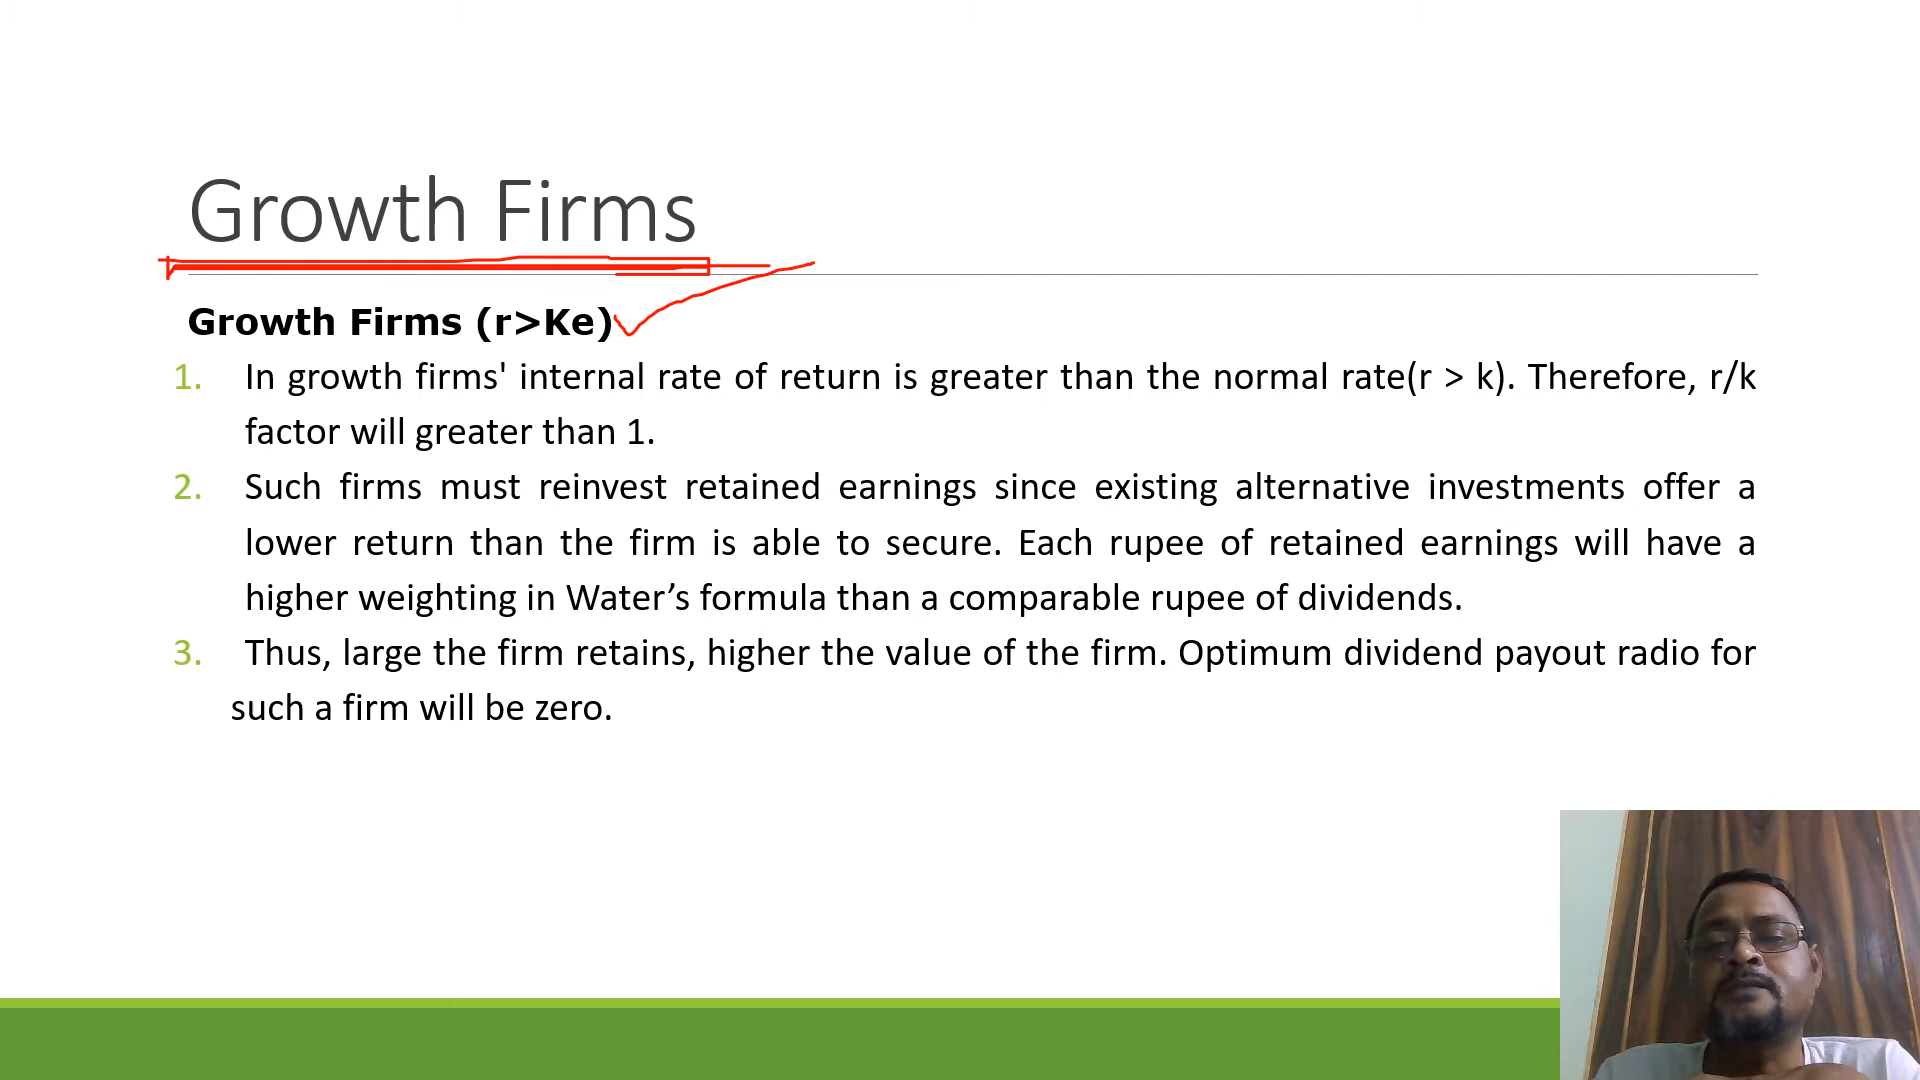 Growth Firms
Growth Firms (r>Ke)
1. In growth firms' internal rate of return is greater than the normal rate(r > k). Therefore, r/k
factor will greater than 1.
2. Such firms must reinvest retained earnings since existing alternative investments offer a
lower return than the firm is able to secure. Each rupee of retained earnings will have a
higher weighting in Water’s formula than a comparable rupee of dividends.
3. Thus, large the firm retains, higher the value of the firm. Optimum dividend payout radio for
such a firm will be zero.